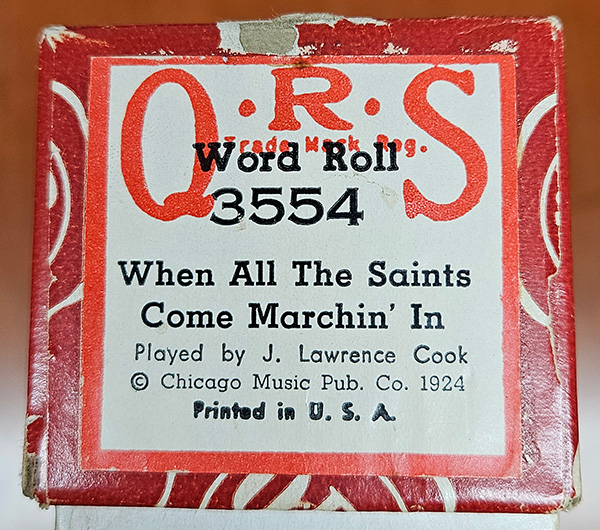 Q·R·S
Trade Mark Reg.
Word Roll
3554
When All The Saints
Come Marchin' In
Played by J. Lawrence Cook
© Chicago Music Pub. Co. 1924
Printed in U. S. A.